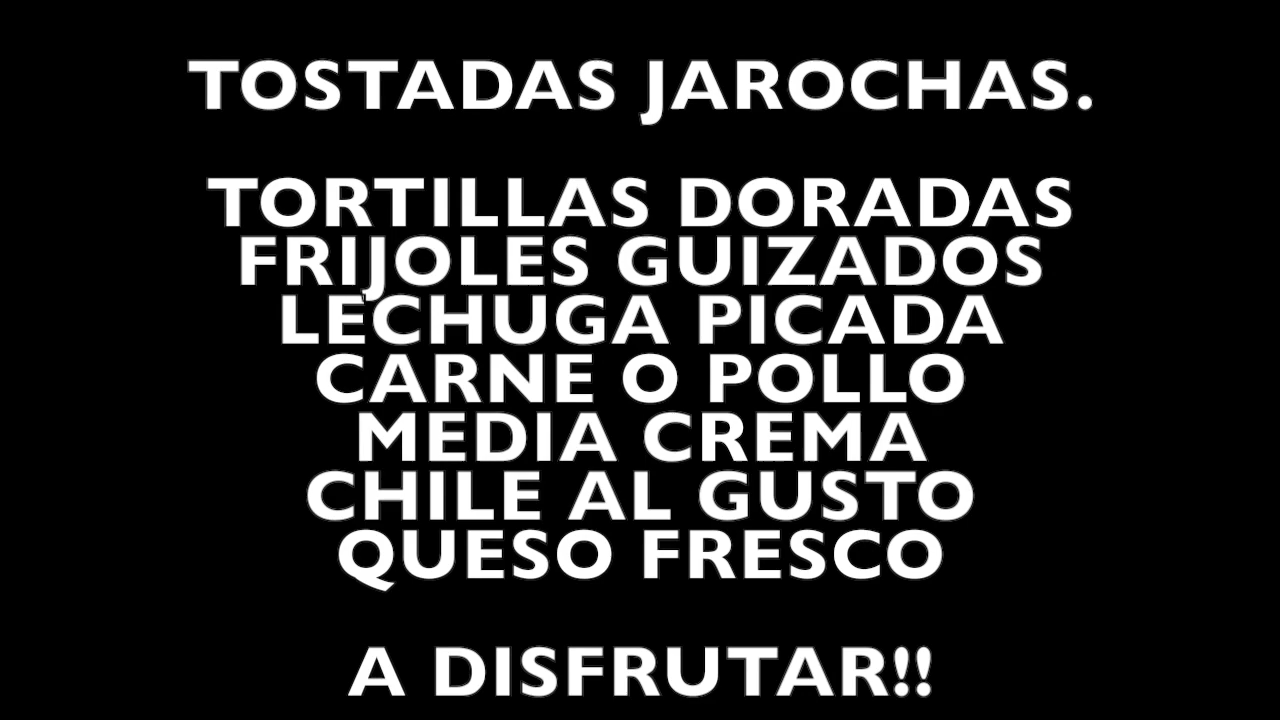 TOSTADAS JAROCHAS.
TORTILLAS DORADAS
FRIJOLES GUIZADOS
LECHUGA PICADA
CARNE O POLLO
MEDIA CREMA
CHILE AL GUSTO
QUESO FRESCO
A DISFRUTAR!!